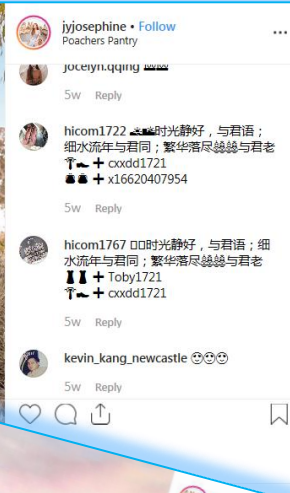 jyjosephine • Follow
Poachers Pantry
jocelyn.qqing
5w Reply
hicom1722 时光静好，与君语；
细水流年与君同；繁华落尽与君老
+ cxxdd1721
+ x16620407954
5w Reply
hicom1767 时光静好，与君语；细
水流年与君同；繁华落尽与君老
+ Toby1721
+ cxxdd1721
5w Reply
kevin_kang_newcastle
5w Reply